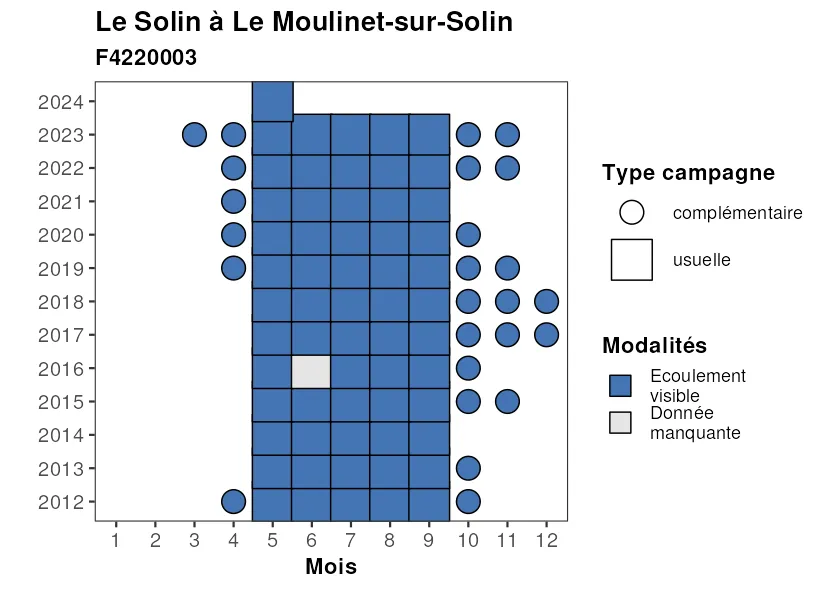 Le Solin à Le Moulinet-sur-Solin
F4220003
2024
2023
2022
2021
2020
2019
2018
2017
2016
2015
2014
2013
2012
1 2 3 4 5 6 7 8 9 10 11 12
Mois
Type campagne
complémentaire
usuelle
Modalités
Ecoulement
visible
Donnée
manquante